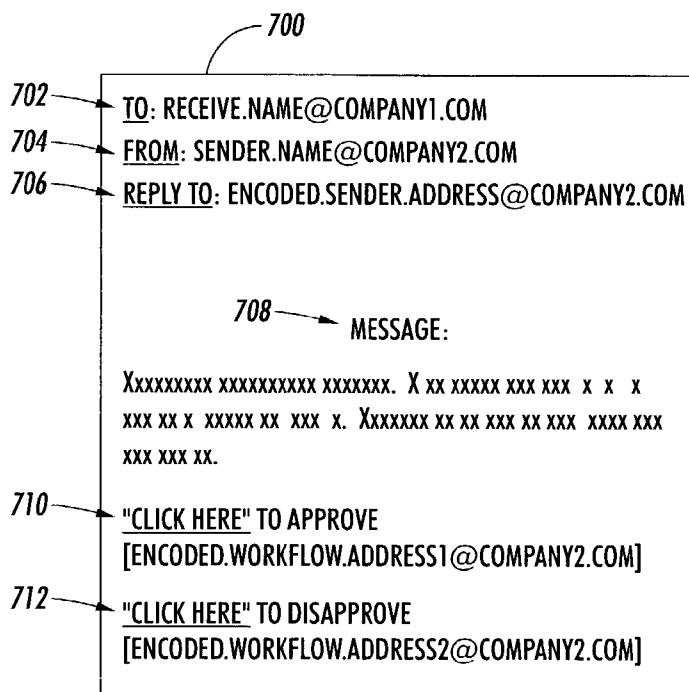 700
702 TO: RECEIVE.NAME@COMPANY1.COM
704 FROM: SENDER.NAME@COMPANY2.COM
706 REPLY TO: ENCODED.SENDER.ADDRESS@COMPANY2.COM
708 MESSAGE:
Xxxxxxxxx xxxxxxxxxx xxxxxxx. X xx xxxxx xxx xxx x x x
xxx xx x xxxxx xx xxx x. Xxxxxxx xx xx xxx xx xxx xxxx xxx
xxx xxx xx.
710 "CLICK HERE" TO APPROVE
[ENCODED.WORKFLOW.ADDRESS1@COMPANY2.COM]
712 "CLICK HERE" TO DISAPPROVE
[ENCODED.WORKFLOW.ADDRESS2@COMPANY2.COM]